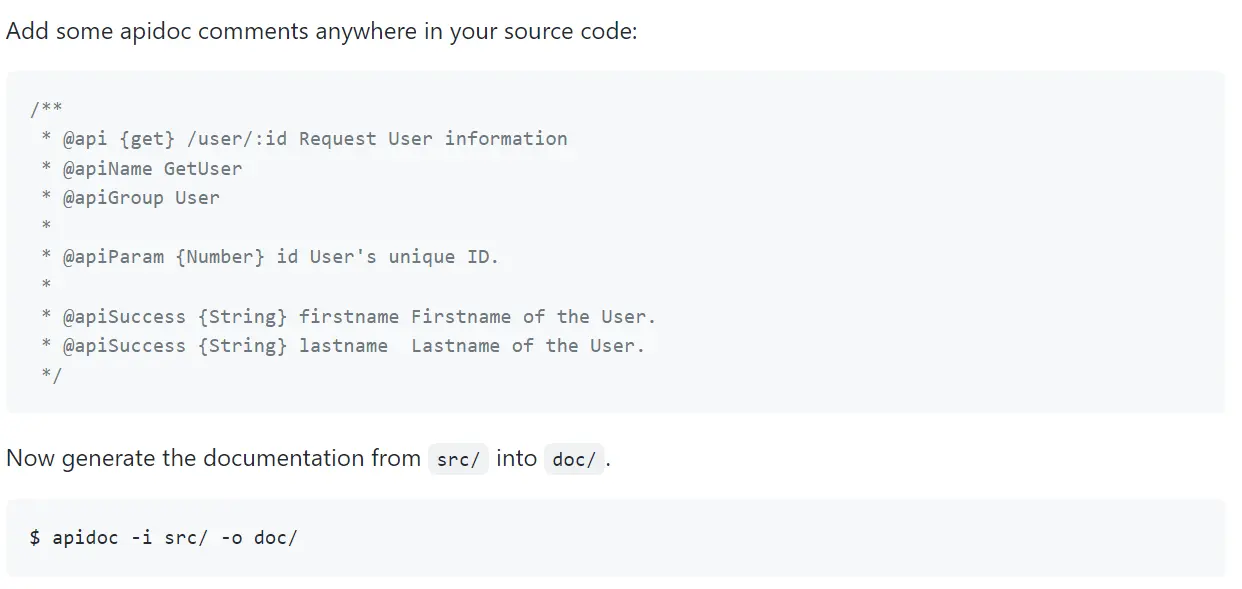 Add some apidoc comments anywhere in your source code:
/**
 * @api {get} /user/:id Request User information
 * @apiName GetUser
 * @apiGroup User
 *
 * @apiParam {Number} id User's unique ID.
 *
 * @apiSuccess {String} firstname Firstname of the User.
 * @apiSuccess {String} lastname  Lastname of the User.
 */
Now generate the documentation from src/ into doc/.
$ apidoc -i src/ -o doc/